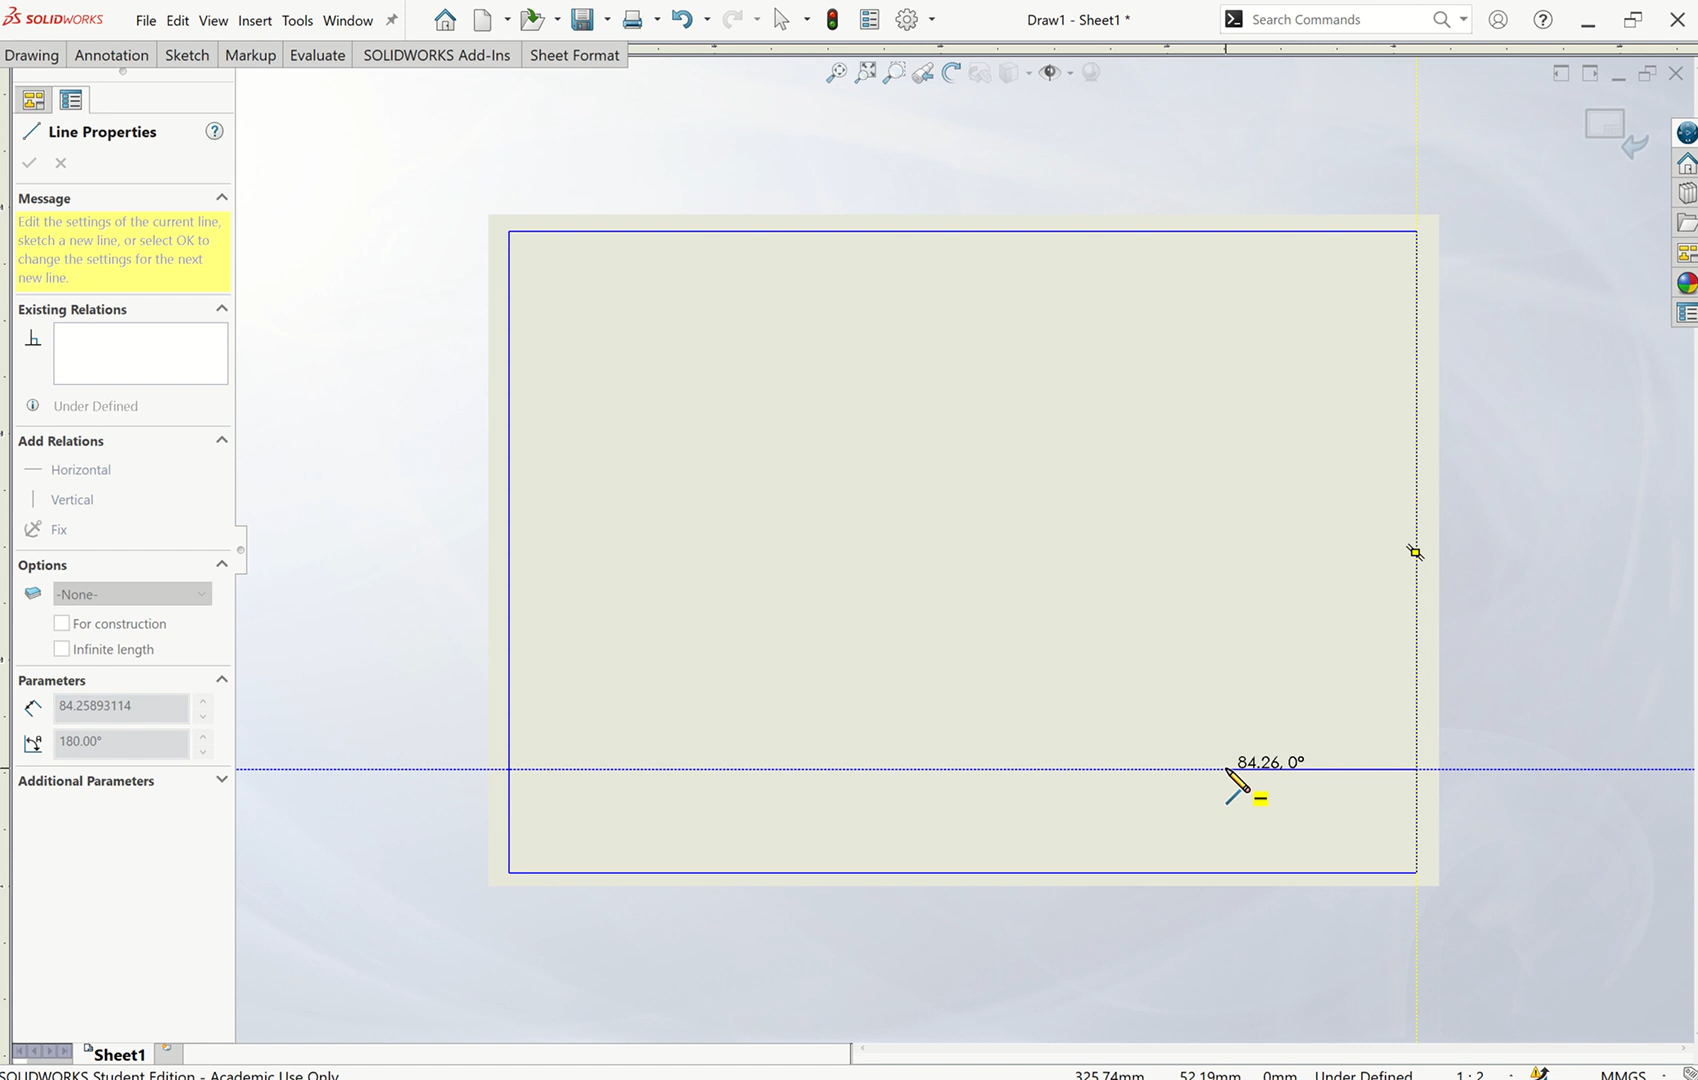 SOLIDWORKS File Edit View Insert Tools Window Draw1 - Sheet1 * Search Commands
Drawing Annotation Sketch Markup Evaluate SOLIDWORKS Add-Ins Sheet Format
Line Properties
Message
Edit the settings of the current line,
sketch a new line, or select OK to
change the settings for the next
new line.
Existing Relations
Under Defined
Add Relations
Horizontal
Vertical
Fix
Options
-None-
For construction
Infinite length
Parameters
84.25893114
180.00°
Additional Parameters
84.26, 0°
Sheet1
SOLIDWORKS Student Edition - Academic Use Only 325.74mm 52.19mm 0mm Under Defined 1 : 2 MMGS